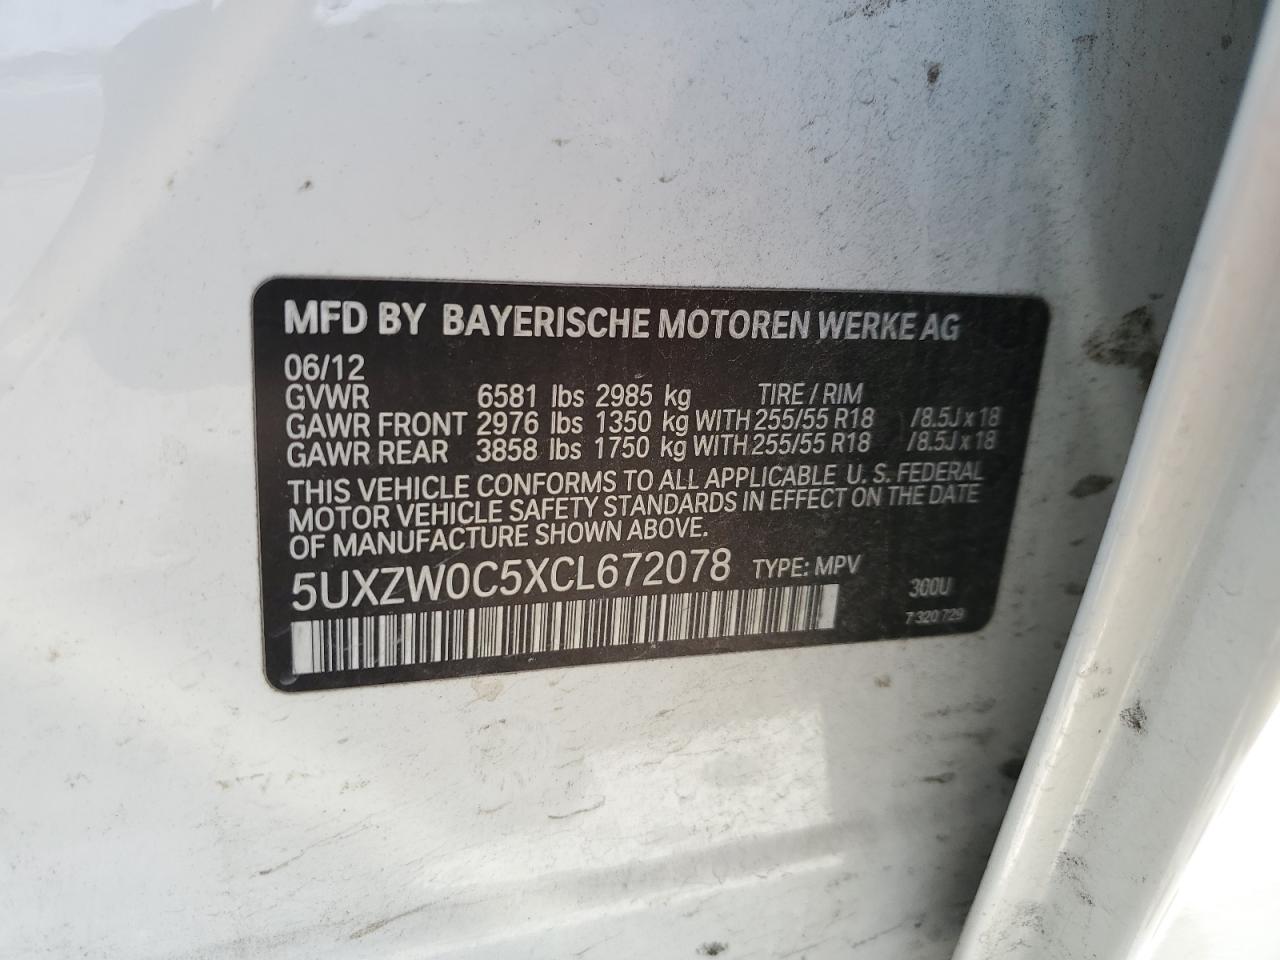 MFD BY BAYERISCHE MOTOREN WERKE AG
06/12
GVWR 6581 lbs 2985 kg TIRE / RIM
GAWR FRONT 2976 lbs 1350 kg WITH 255/55 R18 /8.5J x 18
GAWR REAR 3858 lbs 1750 kg WITH 255/55 R18 /8.5J x 18
THIS VEHICLE CONFORMS TO ALL APPLICABLE U. S. FEDERAL
MOTOR VEHICLE SAFETY STANDARDS IN EFFECT ON THE DATE
OF MANUFACTURE SHOWN ABOVE.
5UXZW0C5XCL672078 TYPE: MPV 300U
7 320 729